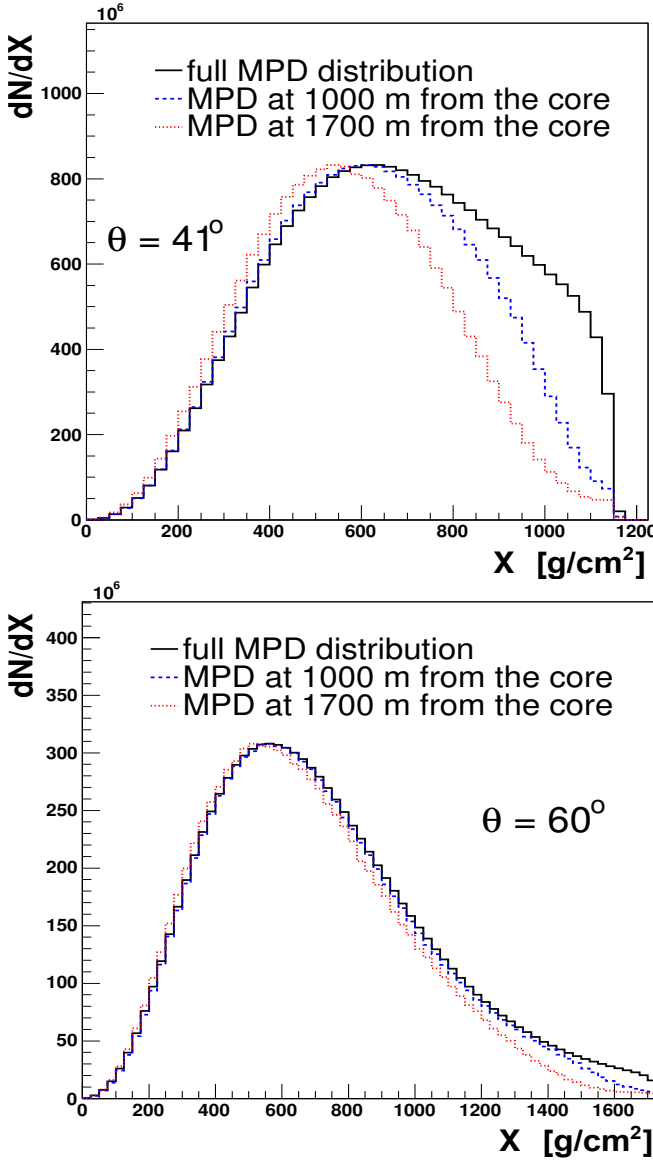 10⁶
dN/dX
1000
800
600
400
200
0
full MPD distribution
MPD at 1000 m from the core
MPD at 1700 m from the core
θ = 41°
0 200 400 600 800 1000 1200
X [g/cm²]
10⁶
dN/dX
400
350
300
250
200
150
100
50
0
full MPD distribution
MPD at 1000 m from the core
MPD at 1700 m from the core
θ = 60°
0 200 400 600 800 1000 1200 1400 1600
X [g/cm²]